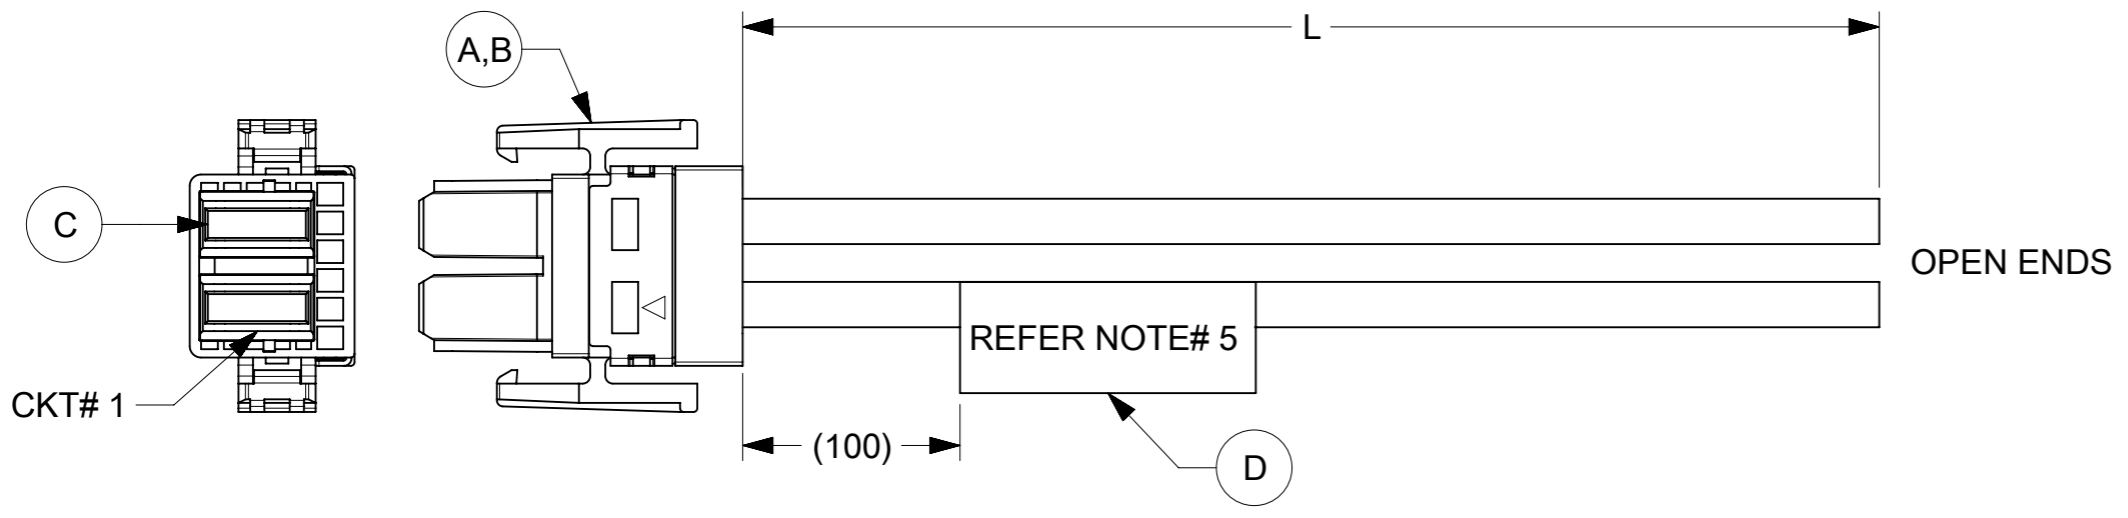 L
A,B
C
OPEN ENDS
REFER NOTE# 5
CKT# 1
(100)
D